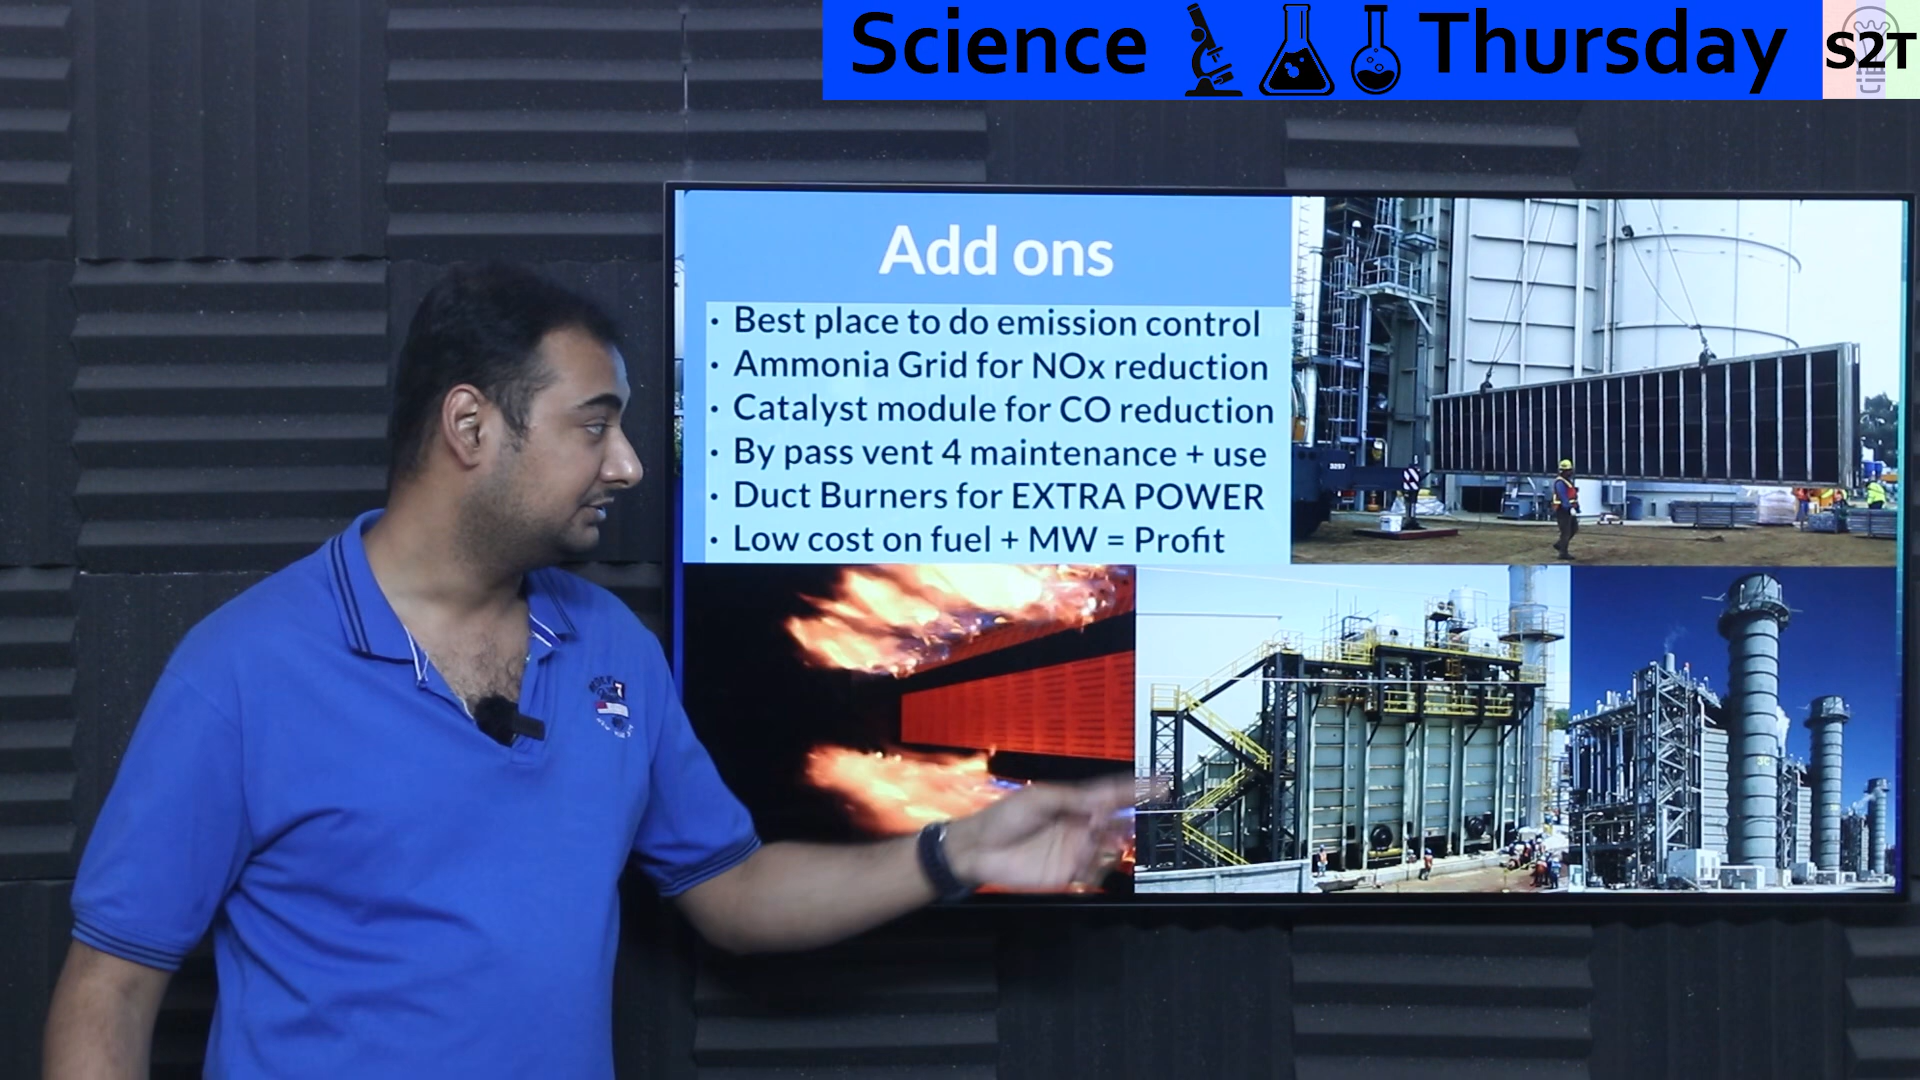 Science Thursday
S2T
Add ons
• Best place to do emission control
• Ammonia Grid for NOx reduction
• Catalyst module for CO reduction
• By pass vent 4 maintenance + use
• Duct Burners for EXTRA POWER
• Low cost on fuel + MW = Profit
3257